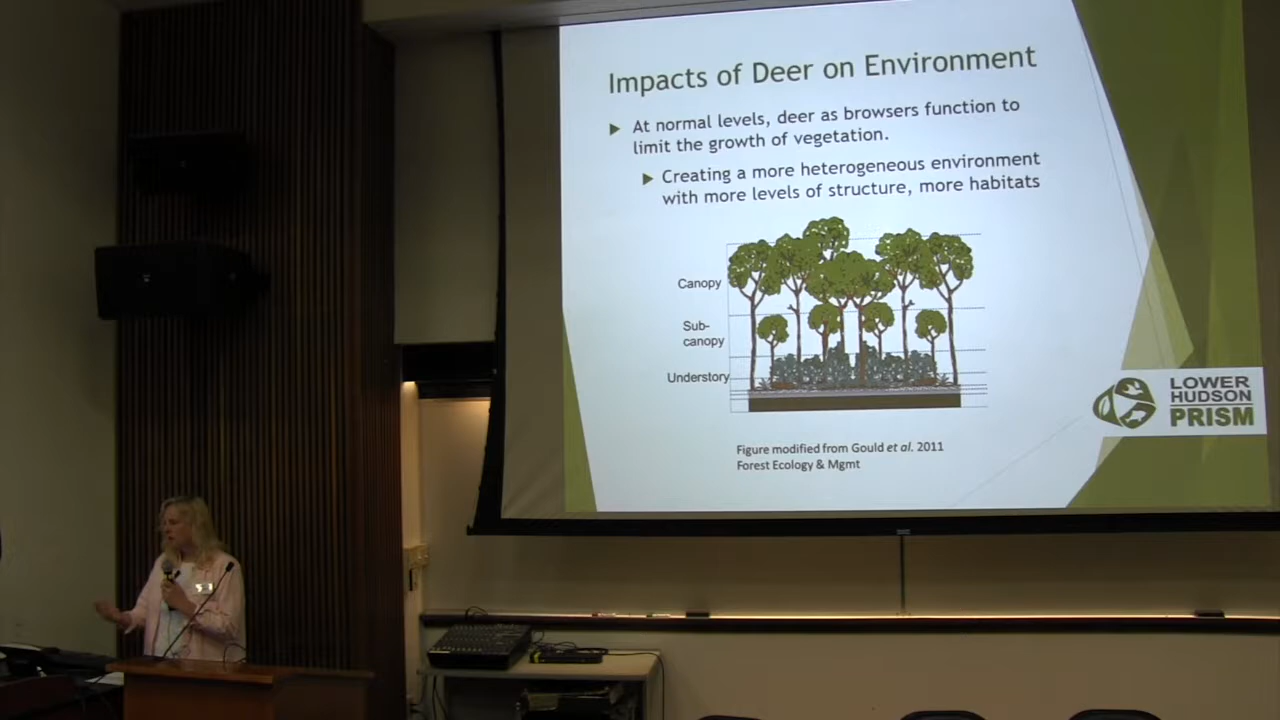 Impacts of Deer on Environment
At normal levels, deer as browsers function to
limit the growth of vegetation.
Creating a more heterogeneous environment
with more levels of structure, more habitats
Canopy
Sub-
canopy
Understory
Figure modified from Gould et al. 2011
Forest Ecology & Mgmt
LOWER
HUDSON
PRISM